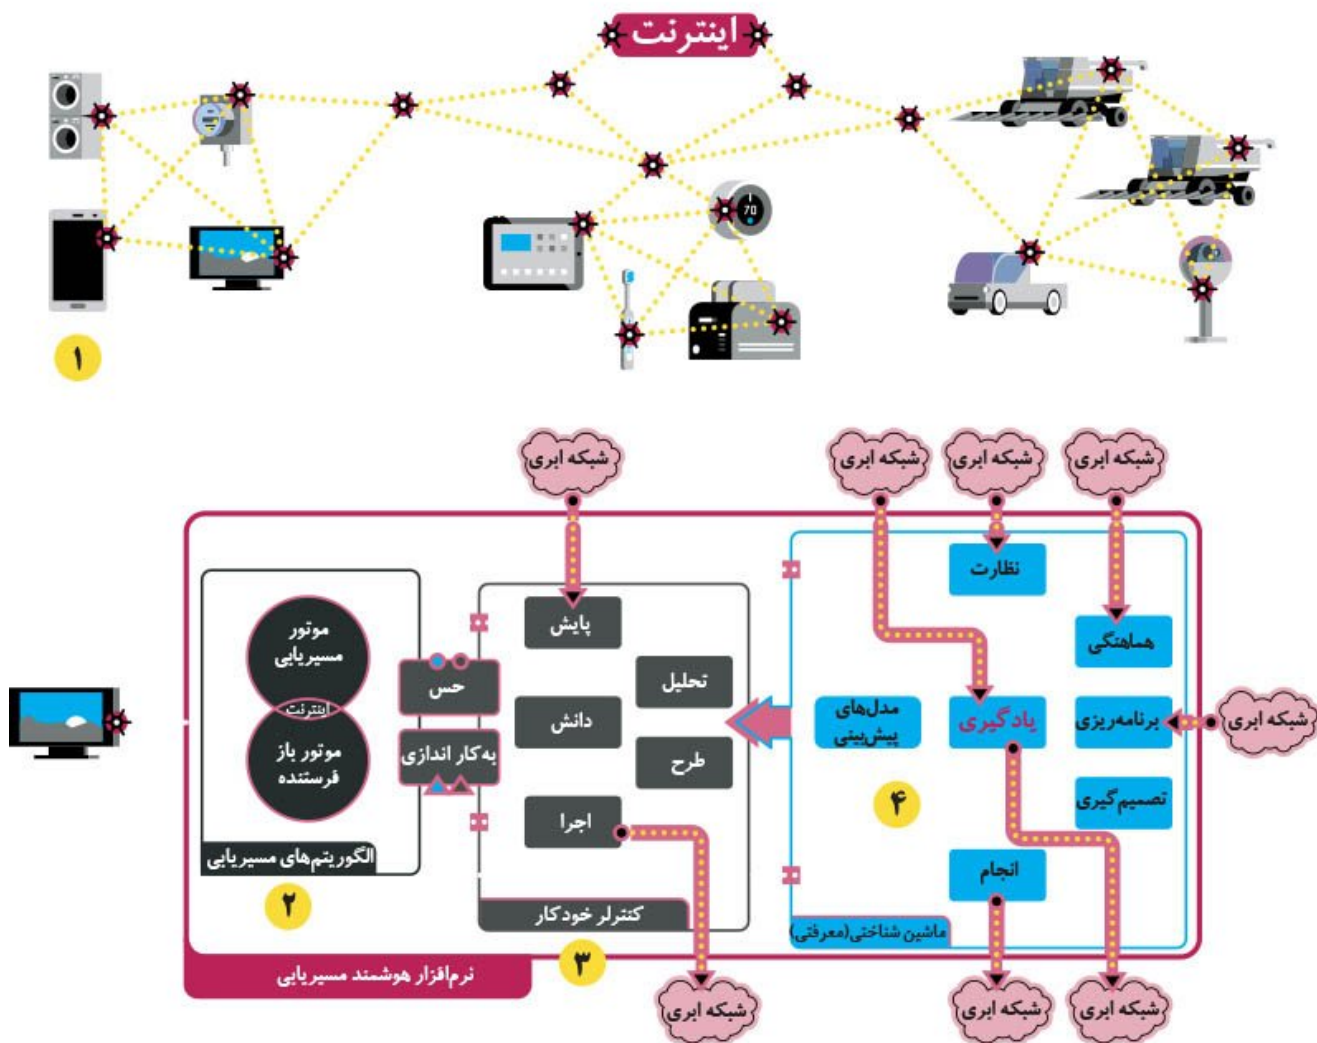 اینترنت
70
۱
شبکه ابری
شبکه ابری
شبکه ابری
شبکه ابری
نظارت
هماهنگی
برنامه‌ریزی
شبکه ابری
تصمیم‌گیری
یادگیری
مدل‌های
پیش‌بینی
۴
انجام
ماشین شناختی(معرفتی)
پایش
تحلیل
دانش
طرح
اجرا
کنترلر خودکار
۳
حس
به‌کار اندازی
موتور
مسیریابی
اینترنت
موتور باز
فرستنده
الگوریتم‌های مسیریابی
۲
نرم‌افزار هوشمند مسیریابی
شبکه ابری
شبکه ابری
شبکه ابری